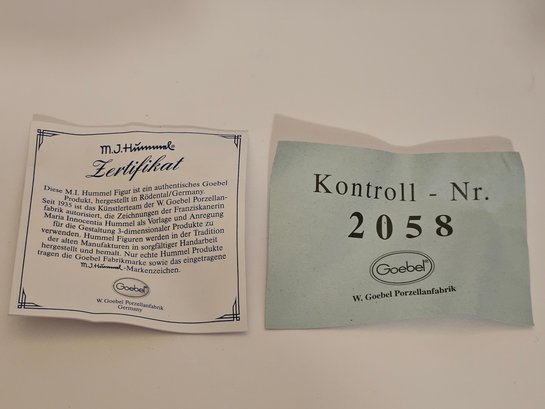 M.J.Hummel®
Zertifikat
Diese M.I. Hummel Figur ist ein authentisches Goebel
Produkt, hergestellt in Rödental/Germany.
Seit 1935 ist das Künstlerteam der W. Goebel Porzellan-
fabrik autorisiert, die Zeichnungen der Franziskanerin
Maria Innocentia Hummel als Vorlage und Anregung
für die Gestaltung 3-dimensionaler Produkte zu
verwenden. Hummel Figuren werden in der Tradition
der alten Manufakturen in sorgfältiger Handarbeit
hergestellt und bemalt. Nur echte Hummel Produkte
tragen die Goebel Fabrikmarke sowie das eingetragene
M.J.Hummel®-Markenzeichen.
Goebel®
W. Goebel Porzellanfabrik
Germany
Kontroll - Nr.
2058
Goebel®
W. Goebel Porzellanfabrik